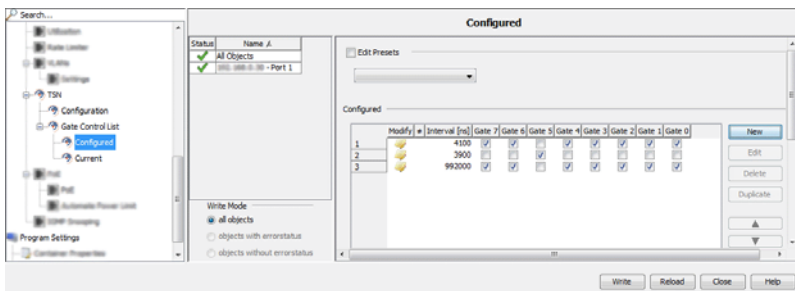 Search...
TSN
Configuration
Gate Control List
Configured
Current
Program Settings
Status Name
All Objects
- Port 1
Write Mode
all objects
objects with errorstatus
objects without errorstatus
Configured
Edit Presets
Configured
Modify # Interval [ns] Gate 7 Gate 6 Gate 5 Gate 4 Gate 3 Gate 2 Gate 1 Gate 0
1 4100
2 3900
3 992000
New
Edit
Delete
Duplicate
Write Reload Close Help